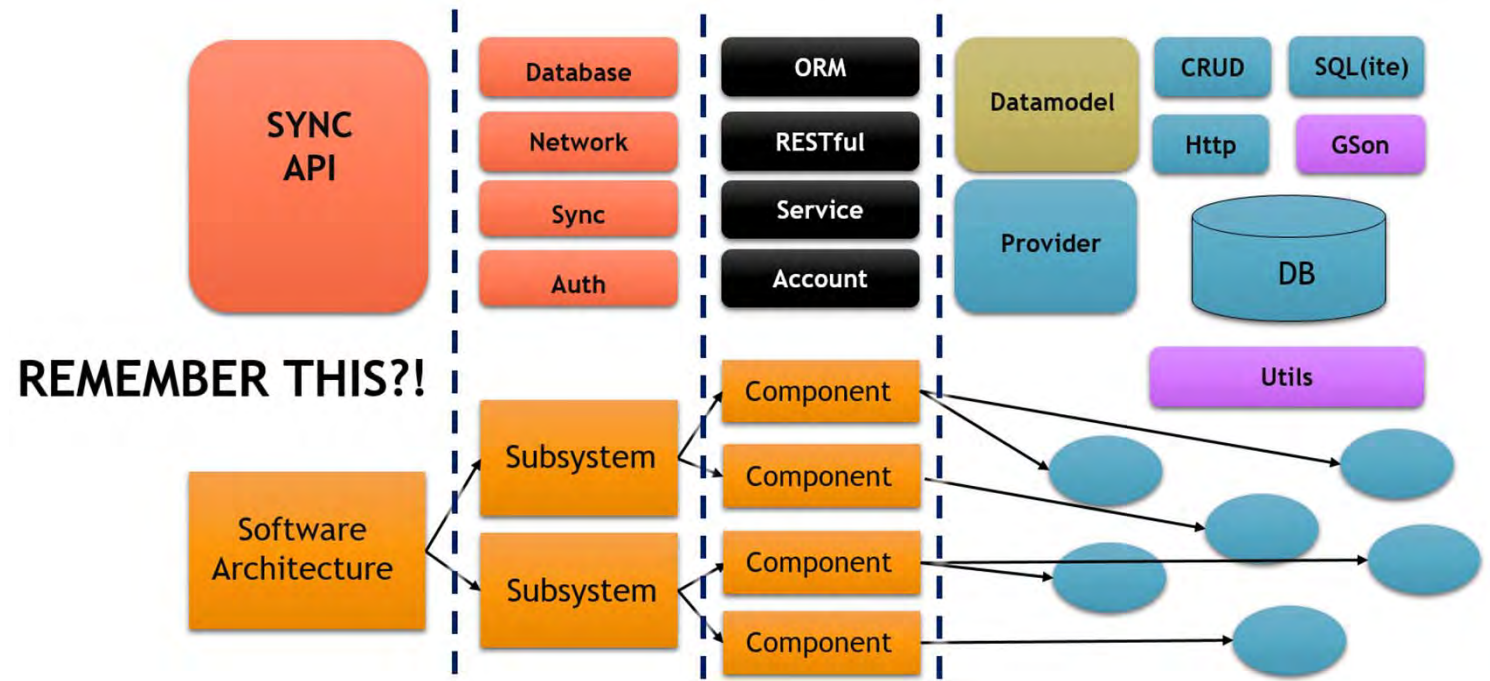 SYNC
API
Database
Network
Sync
Auth
ORM
RESTful
Service
Account
Datamodel
Provider
CRUD
SQL(ite)
Http
GSon
DB
Utils
REMEMBER THIS?!
Software
Architecture
Subsystem
Subsystem
Component
Component
Component
Component